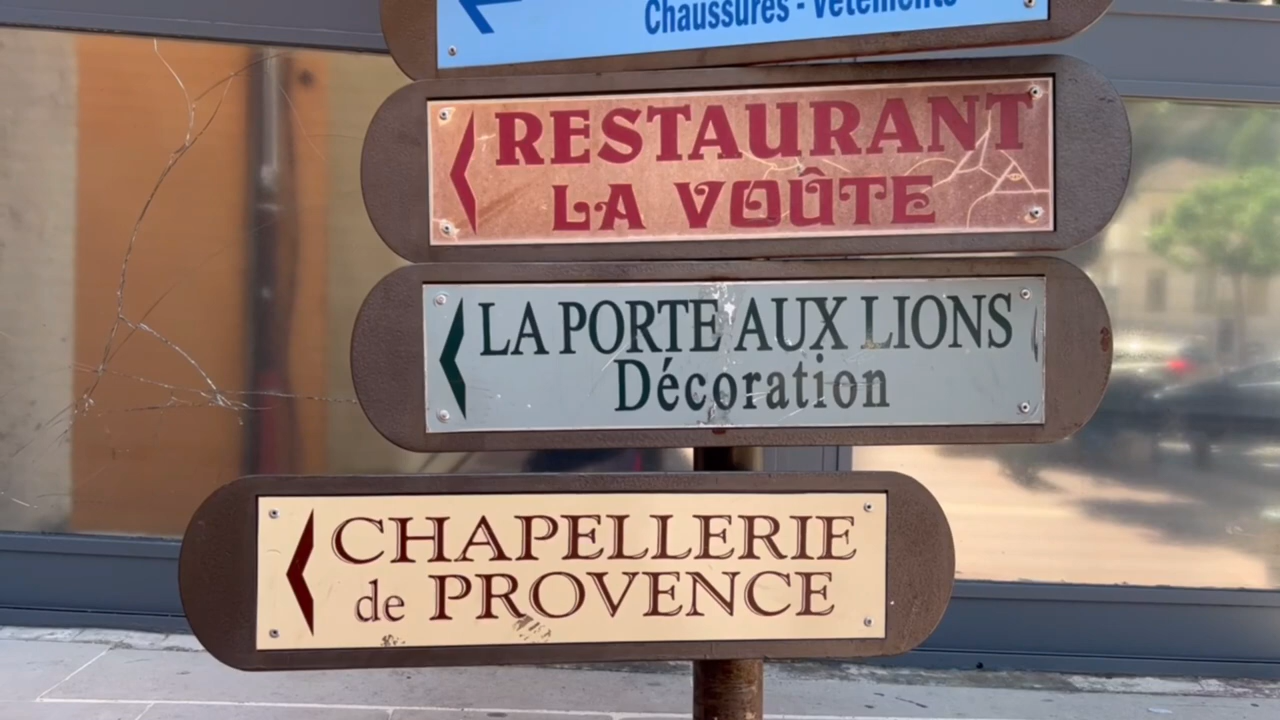 Chaussures - Vêtements
RESTAURANT
LA VOÛTE
LA PORTE AUX LIONS
Décoration
CHAPELLERIE
de PROVENCE